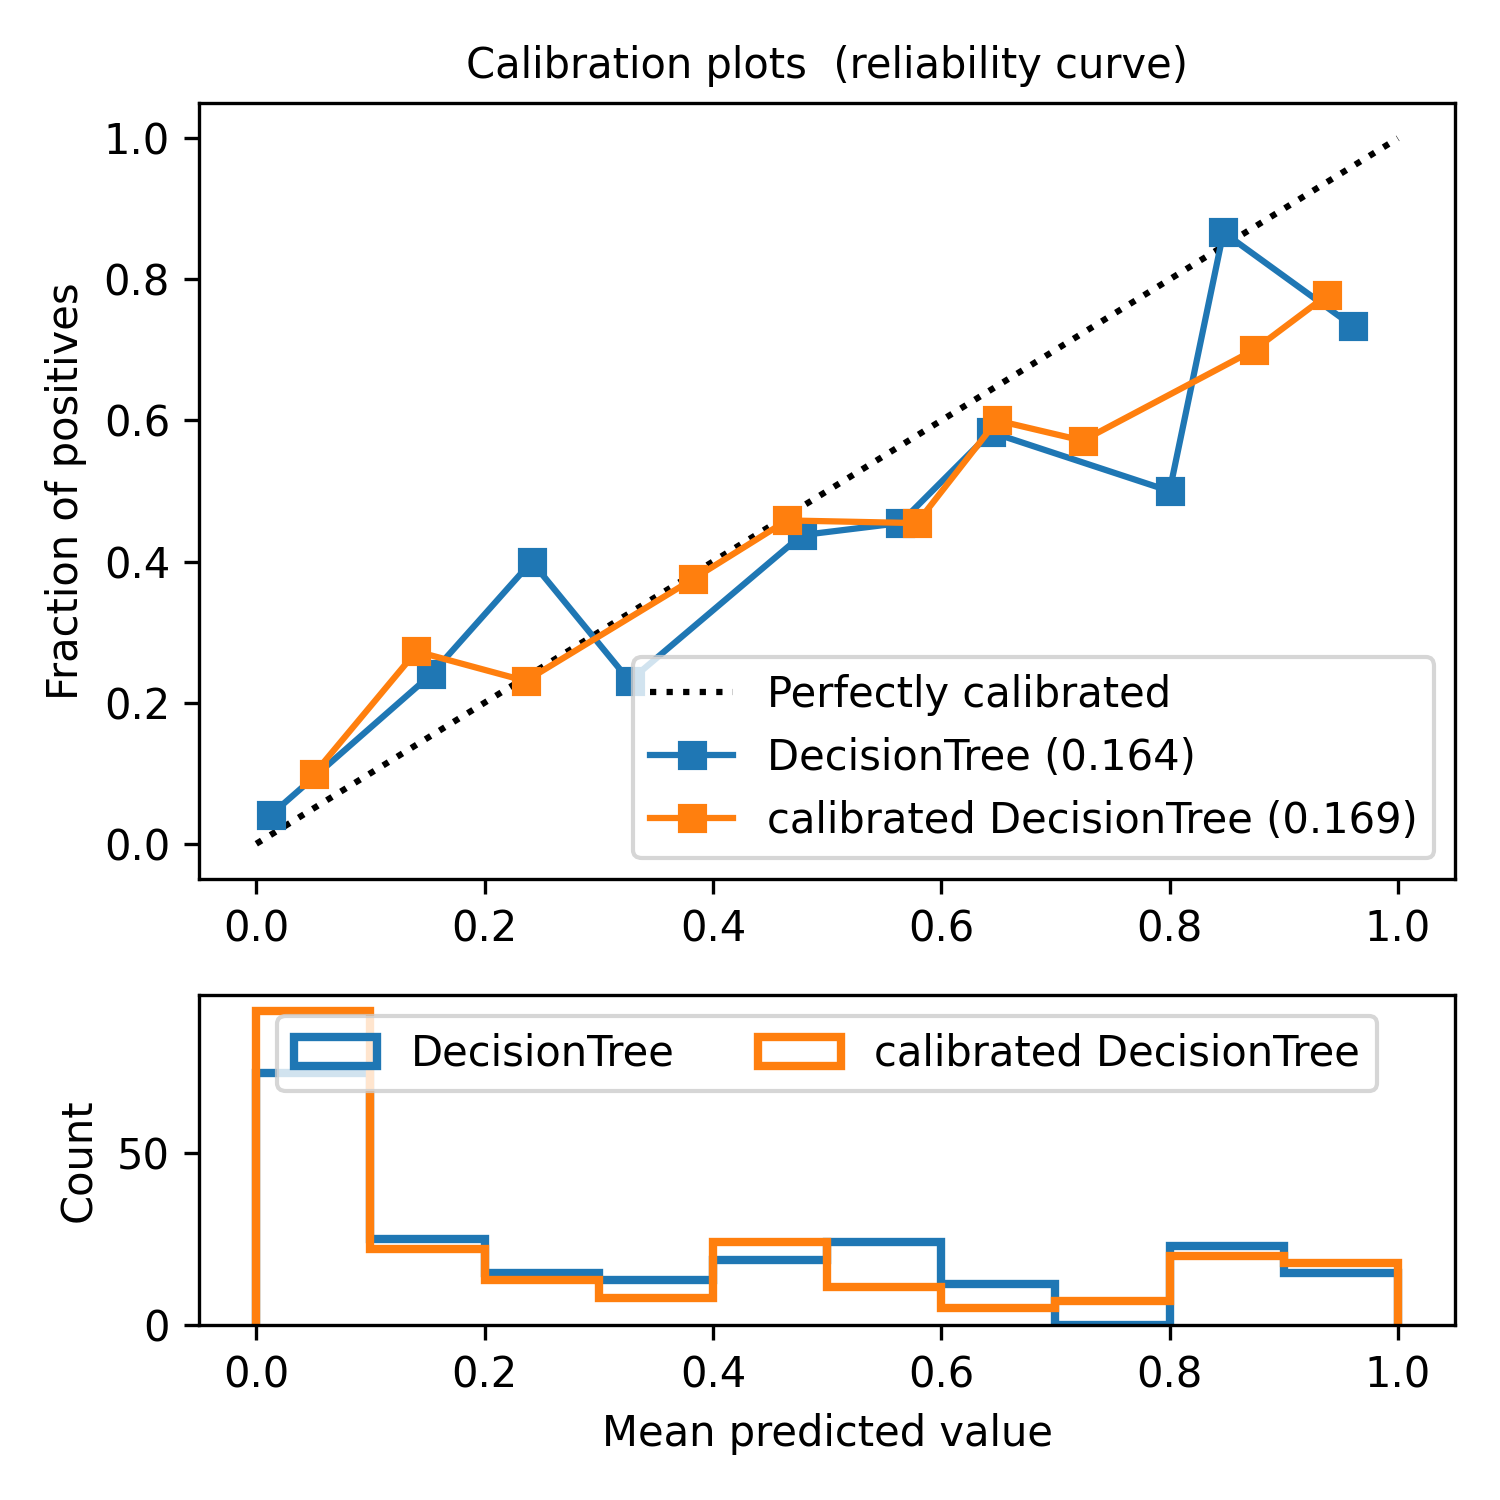 Calibration plots  (reliability curve)
1.0
0.8
0.6
0.4
0.2
0.0
Fraction of positives
Perfectly calibrated
DecisionTree (0.164)
calibrated DecisionTree (0.169)
0.0 0.2 0.4 0.6 0.8 1.0
DecisionTree calibrated DecisionTree
50
0
Count
0.0 0.2 0.4 0.6 0.8 1.0
Mean predicted value